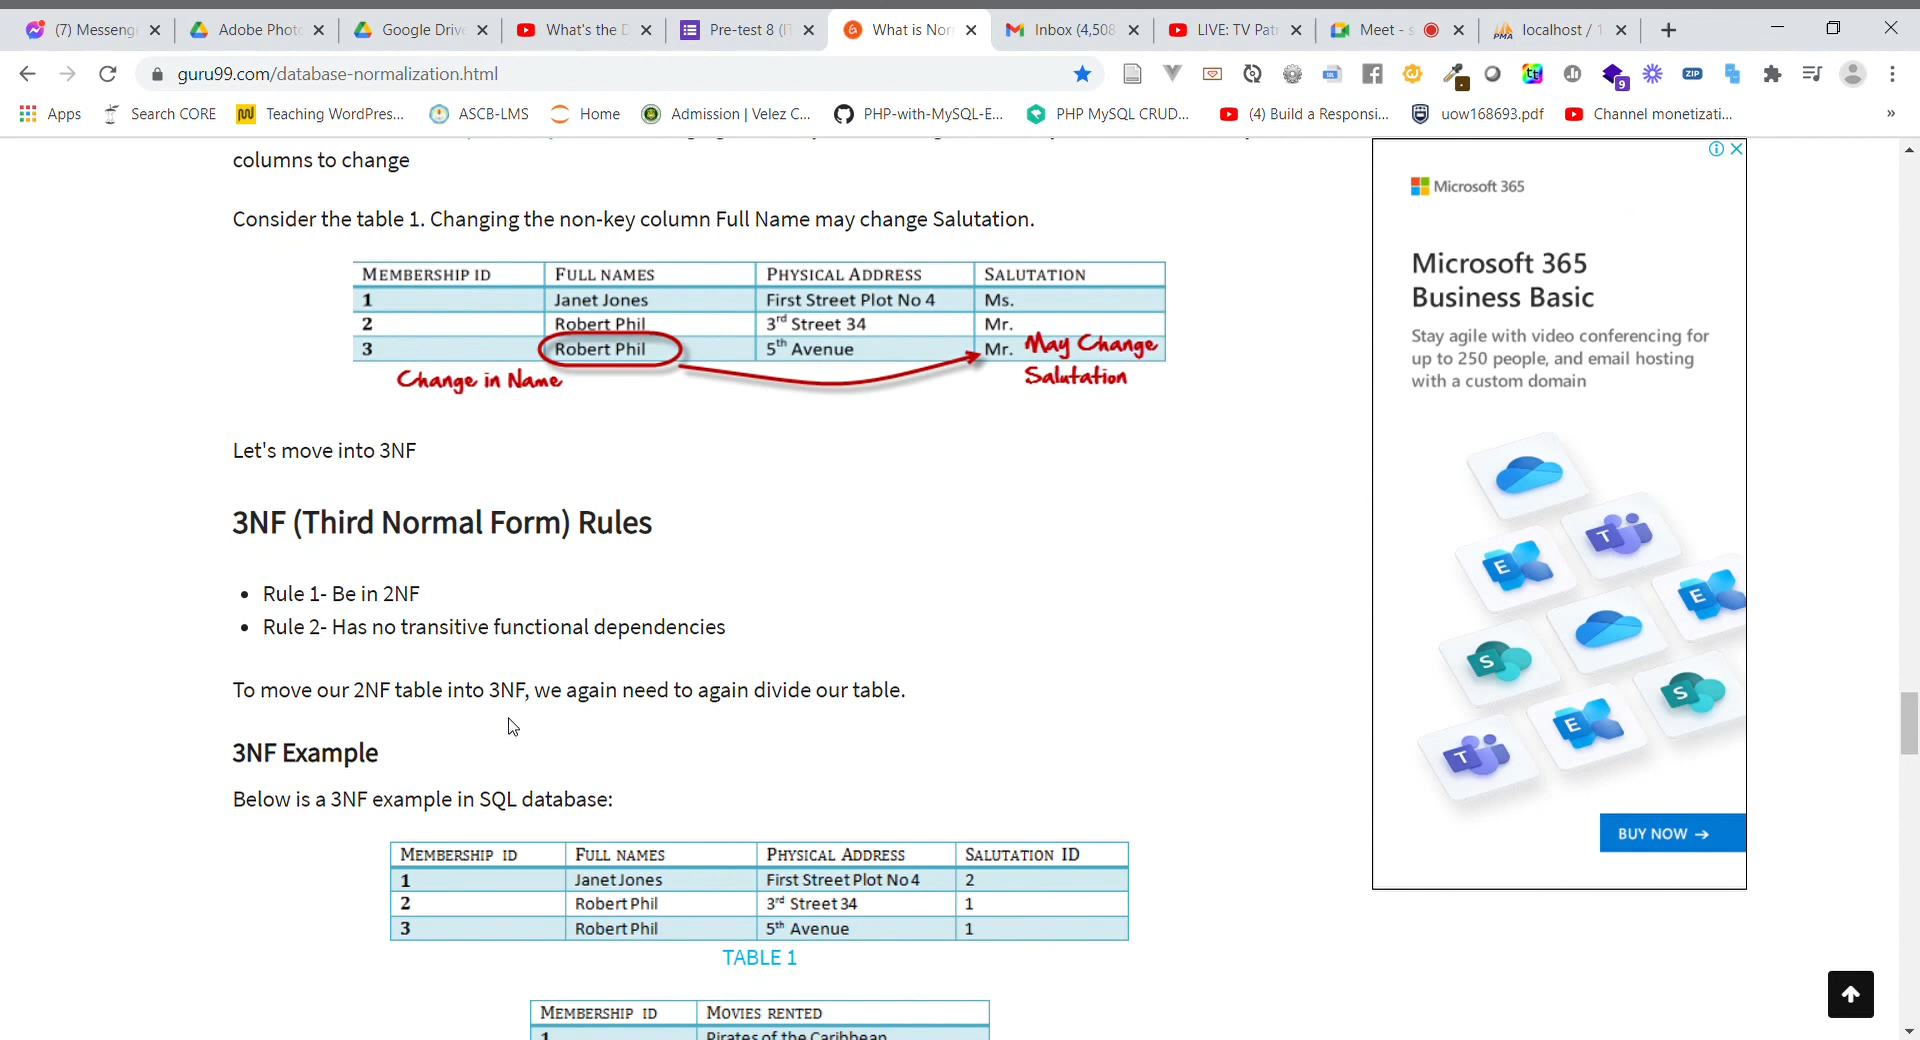 (7) Messeng
Adobe Phot
Google Driv
What's the D
Pre-test 8 (IT
What is Nor
Inbox (4,508
LIVE: TV Pat
Meet - s
localhost / 1
guru99.com/database-normalization.html
Apps
Search CORE
Teaching WordPres...
ASCB-LMS
Home
Admission | Velez C...
PHP-with-MySQL-E...
PHP MySQL CRUD...
(4) Build a Responsi...
uow168693.pdf
Channel monetizati...
»
columns to change
Consider the table 1. Changing the non-key column Full Name may change Salutation.
MEMBERSHIP ID FULL NAMES PHYSICAL ADDRESS SALUTATION
1 Janet Jones First Street Plot No 4 Ms.
2 Robert Phil 3rd Street 34 Mr.
3 Robert Phil 5th Avenue Mr. May Change
Change in Name Salutation
Let's move into 3NF
3NF (Third Normal Form) Rules
• Rule 1- Be in 2NF
• Rule 2- Has no transitive functional dependencies
To move our 2NF table into 3NF, we again need to again divide our table.
3NF Example
Below is a 3NF example in SQL database:
MEMBERSHIP ID FULL NAMES PHYSICAL ADDRESS SALUTATION ID
1 Janet Jones First Street Plot No 4 2
2 Robert Phil 3rd Street 34 1
3 Robert Phil 5th Avenue 1
TABLE 1
MEMBERSHIP ID MOVIES RENTED
1 Pirates of the Caribbean
Microsoft 365
Microsoft 365
Business Basic
Stay agile with video conferencing for
up to 250 people, and email hosting
with a custom domain
BUY NOW →